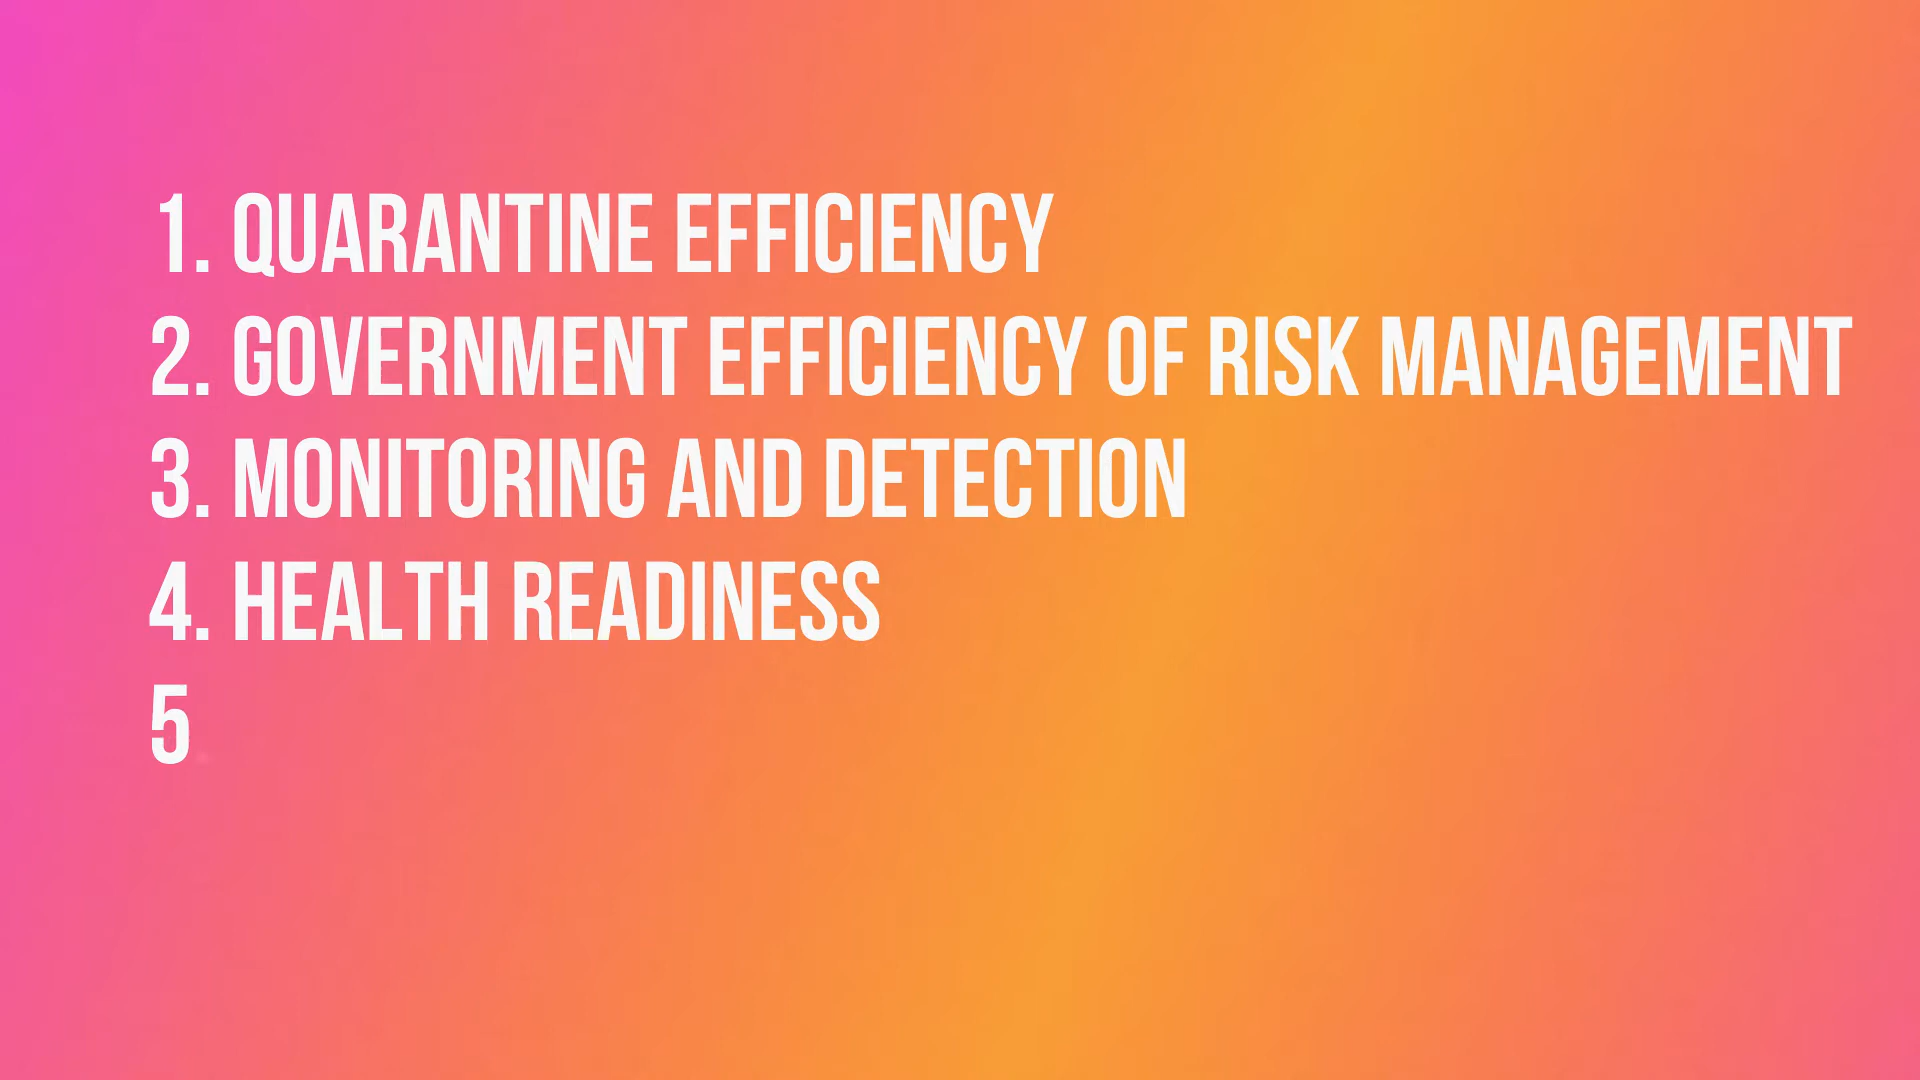 1. QUARANTINE EFFICIENCY
2. GOVERNMENT EFFICIENCY OF RISK MANAGEMENT
3. MONITORING AND DETECTION
4. HEALTH READINESS
5